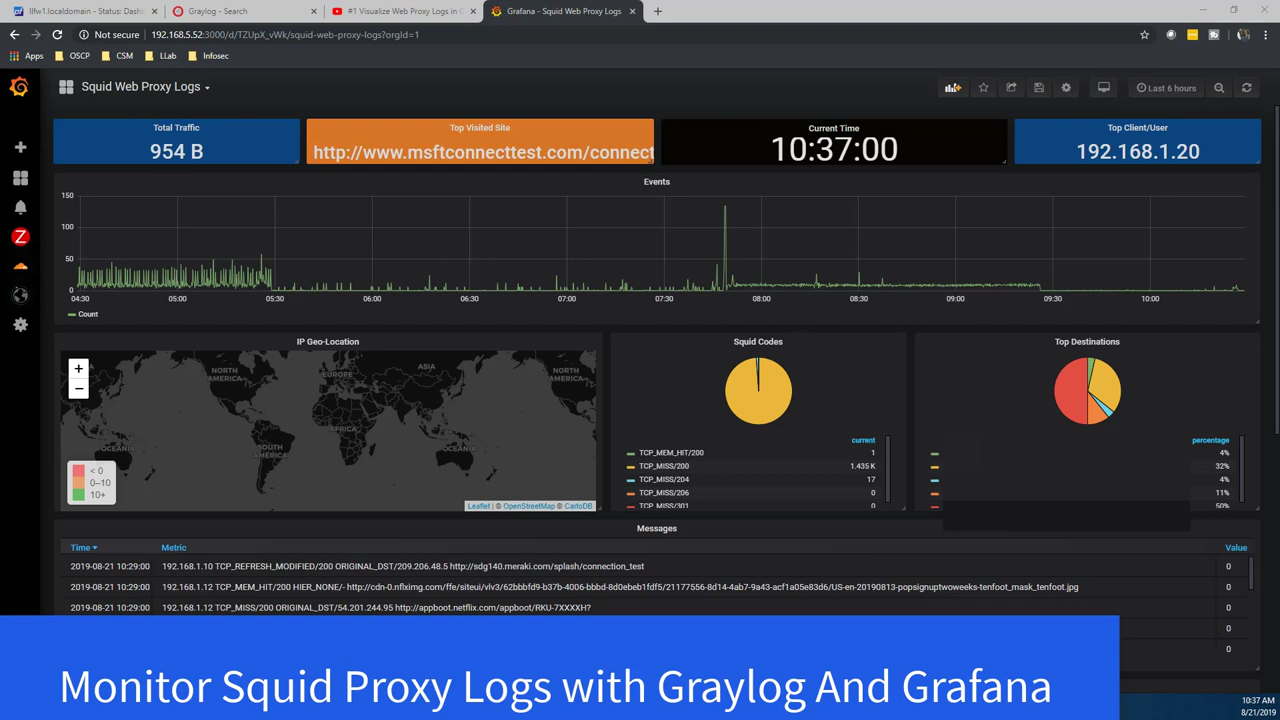 llfw1.localdomain - Status: Dashl
Graylog - Search
#1 Visualize Web Proxy Logs in G
Grafana - Squid Web Proxy Logs
Not secure 192.168.5.52:3000/d/TZUpX_vWk/squid-web-proxy-logs?orgId=1
Apps OSCP CSM LLab Infosec
Squid Web Proxy Logs
Last 6 hours
Total Traffic
954 B
Top Visited Site
http://www.msftconnecttest.com/connect
Current Time
10:37:00
Top Client/User
192.168.1.20
Events
150
100
50
0
04:30 05:00 05:30 06:00 06:30 07:00 07:30 08:00 08:30 09:00 09:30 10:00
Count
IP Geo-Location
+
−
NORTH AMERICA
EUROPE
ASIA
NORTH AMERICA
AFRICA
SOUTH AMERICA
OCEANIA
OCEANIA
< 0
0–10
10+
Leaflet | © OpenStreetMap © CartoDB
Squid Codes
current
TCP_MEM_HIT/200 1
TCP_MISS/200 1.435 K
TCP_MISS/204 17
TCP_MISS/206 0
TCP_MISS/301 0
Top Destinations
percentage
4%
32%
4%
11%
50%
Messages
Time Metric Value
2019-08-21 10:29:00 192.168.1.10 TCP_REFRESH_MODIFIED/200 ORIGINAL_DST/209.206.48.5 http://sdg140.meraki.com/splash/connection_test 0
2019-08-21 10:29:00 192.168.1.12 TCP_MEM_HIT/200 HIER_NONE/- http://cdn-0.nflximg.com/ffe/siteui/vlv3/62bbbfd9-b37b-4006-bbbd-8d0ebeb1fdf5/21177556-8d14-4ab7-9a43-acf1a05e83d6/US-en-20190813-popsignuptwoweeks-tenfoot_mask_tenfoot.jpg 0
2019-08-21 10:29:00 192.168.1.12 TCP_MISS/200 ORIGINAL_DST/54.201.244.95 http://appboot.netflix.com/appboot/RKU-7XXXXH? 0
0
0
Monitor Squid Proxy Logs with Graylog And Grafana
10:37 AM
8/21/2019